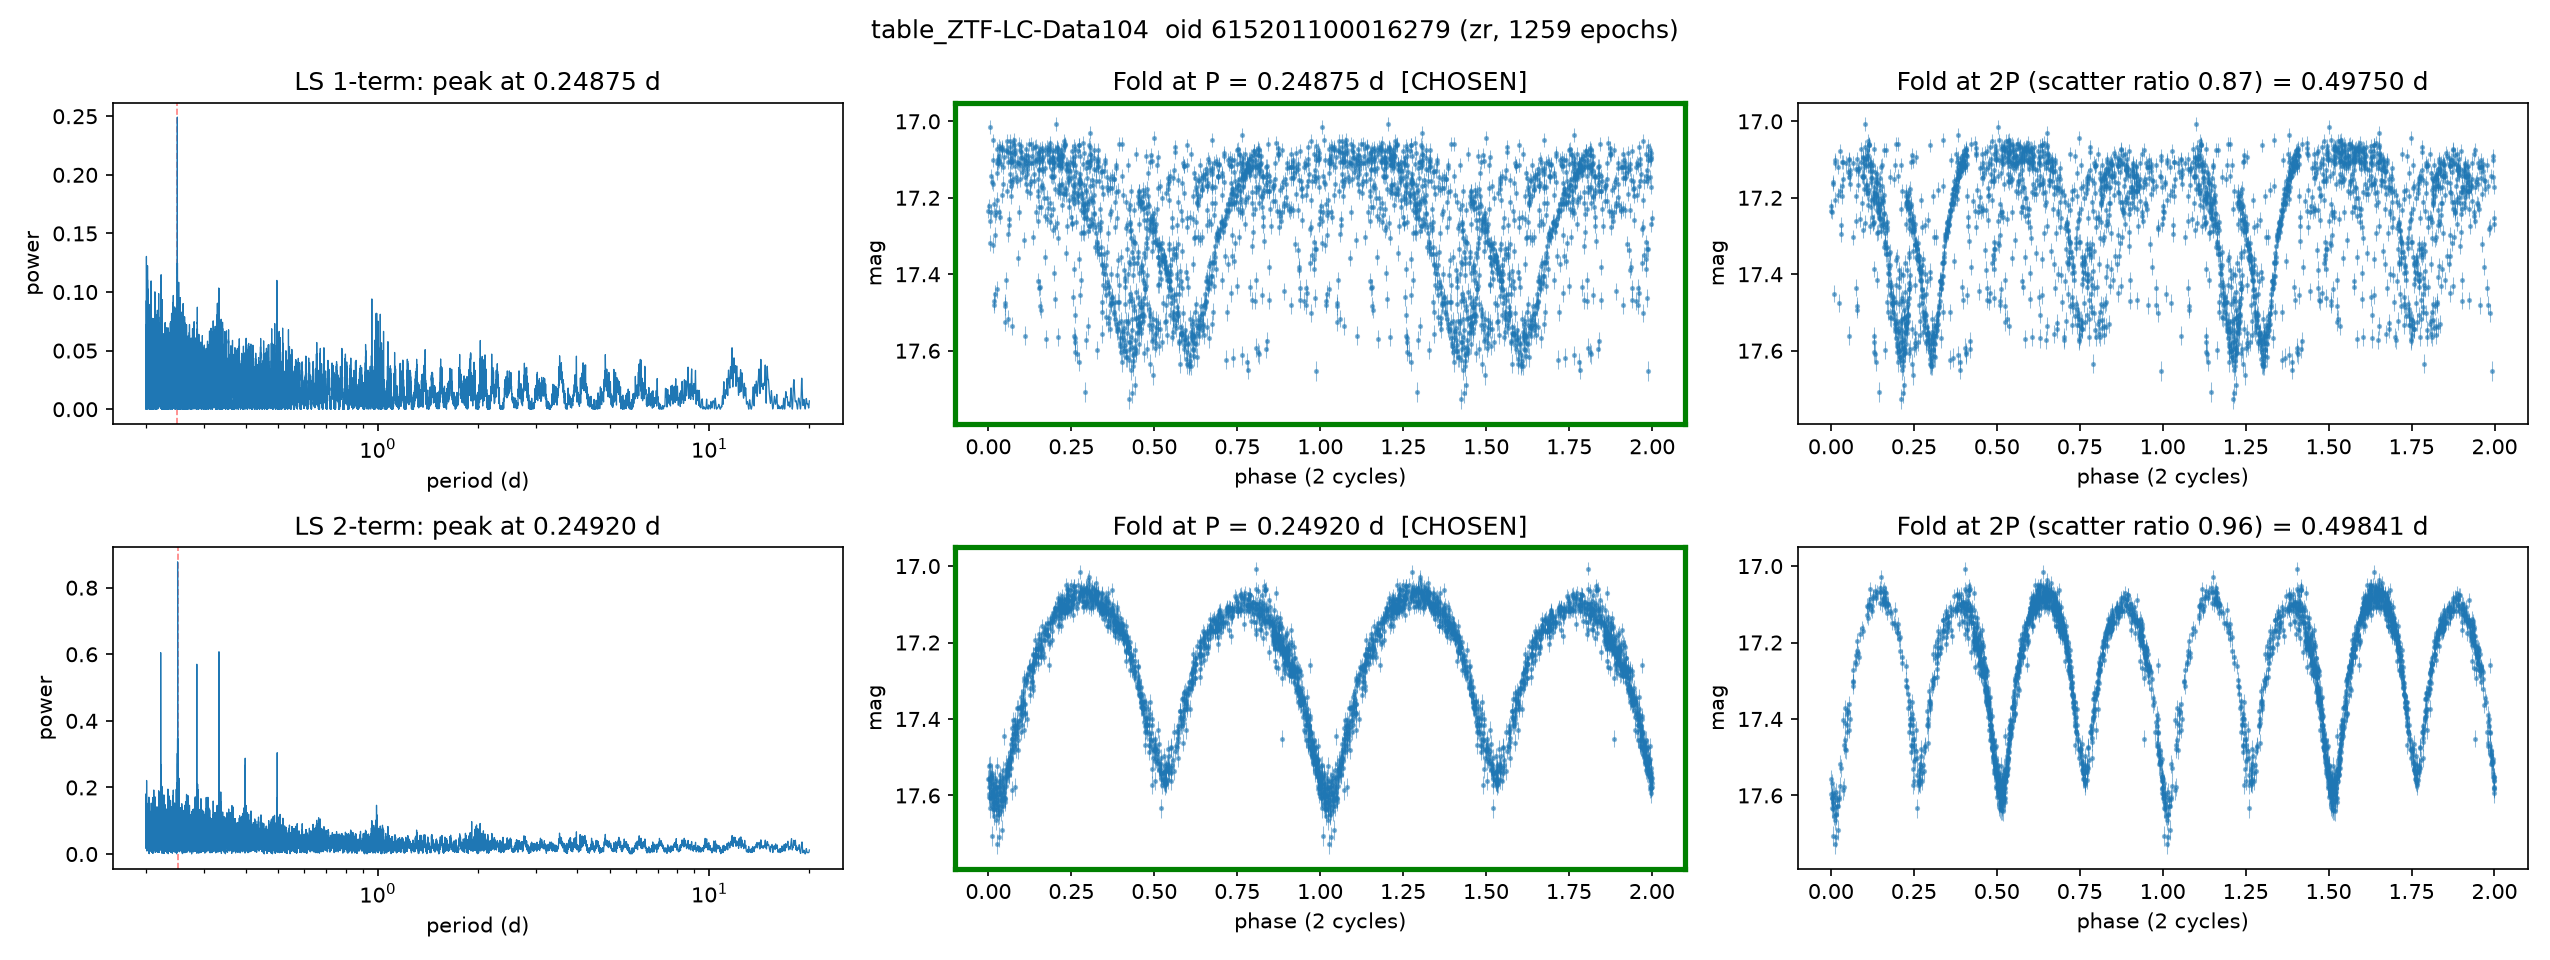 table_ZTF-LC-Data104  oid 615201100016279 (zr, 1259 epochs)
LS 1-term: peak at 0.24875 d
power
0.25
0.20
0.15
0.10
0.05
0.00
10⁰
10¹
period (d)
Fold at P = 0.24875 d  [CHOSEN]
mag
17.0
17.2
17.4
17.6
0.00 0.25 0.50 0.75 1.00 1.25 1.50 1.75 2.00
phase (2 cycles)
Fold at 2P (scatter ratio 0.87) = 0.49750 d
mag
17.0
17.2
17.4
17.6
0.00 0.25 0.50 0.75 1.00 1.25 1.50 1.75 2.00
phase (2 cycles)
LS 2-term: peak at 0.24920 d
power
0.8
0.6
0.4
0.2
0.0
10⁰
10¹
period (d)
Fold at P = 0.24920 d  [CHOSEN]
mag
17.0
17.2
17.4
17.6
0.00 0.25 0.50 0.75 1.00 1.25 1.50 1.75 2.00
phase (2 cycles)
Fold at 2P (scatter ratio 0.96) = 0.49841 d
mag
17.0
17.2
17.4
17.6
0.00 0.25 0.50 0.75 1.00 1.25 1.50 1.75 2.00
phase (2 cycles)